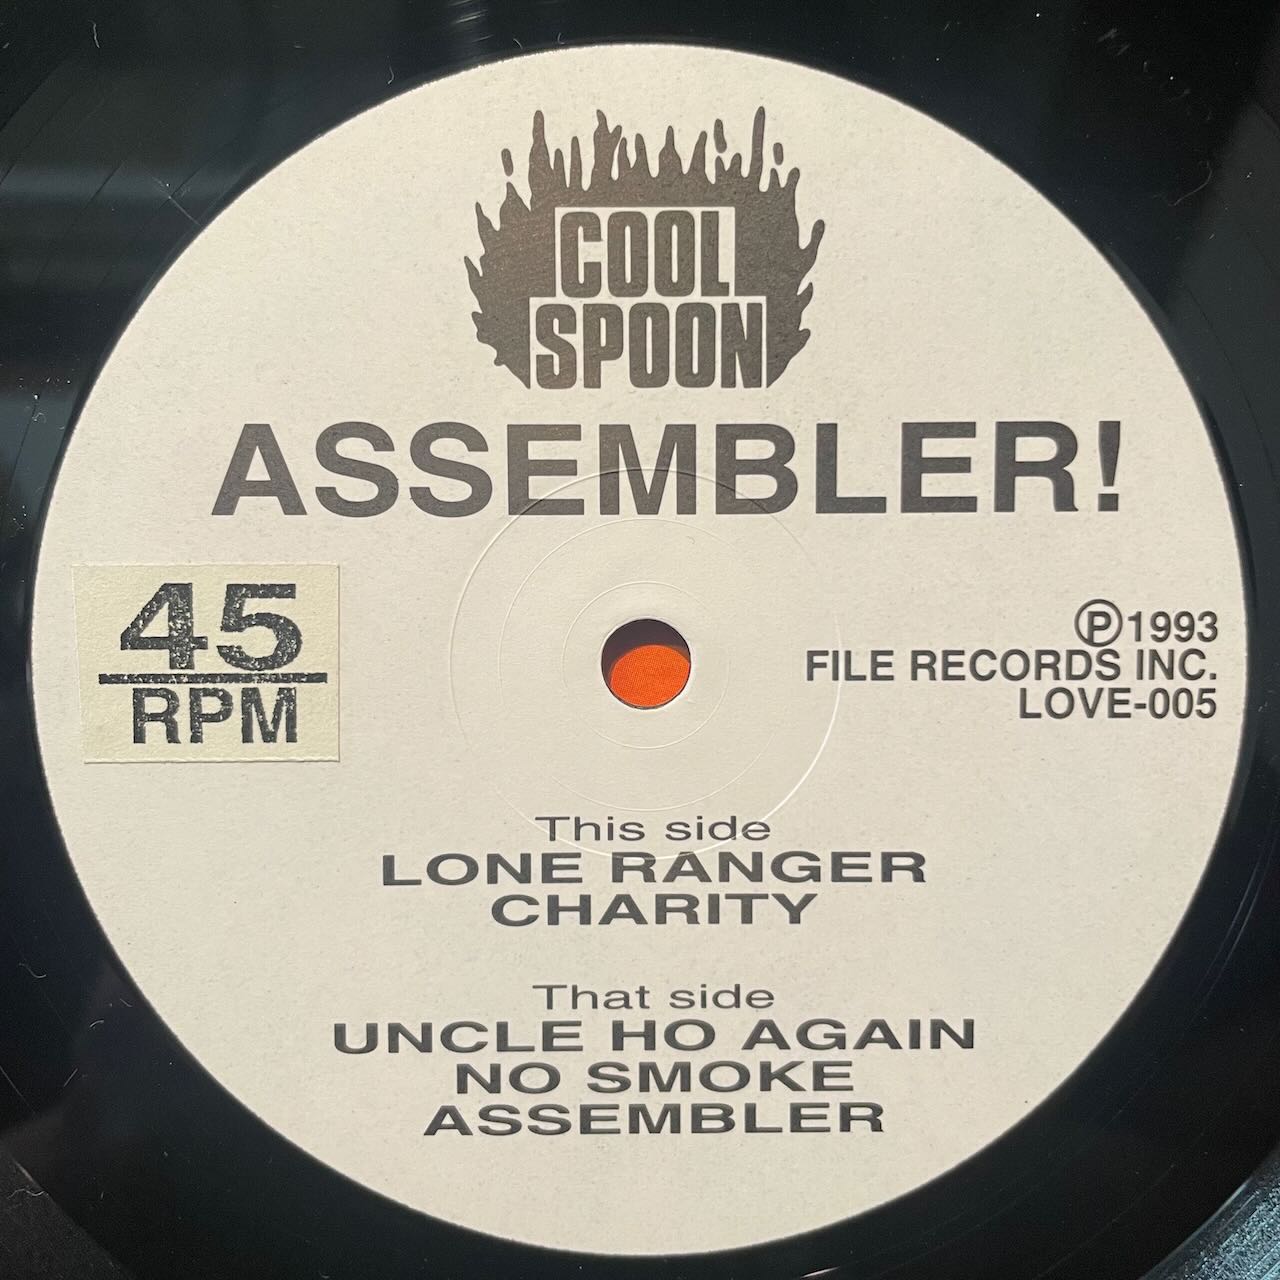 COOL
SPOON
ASSEMBLER!
45
RPM
℗1993
FILE RECORDS INC.
LOVE-005
This side
LONE RANGER
CHARITY
That side
UNCLE HO AGAIN
NO SMOKE
ASSEMBLER